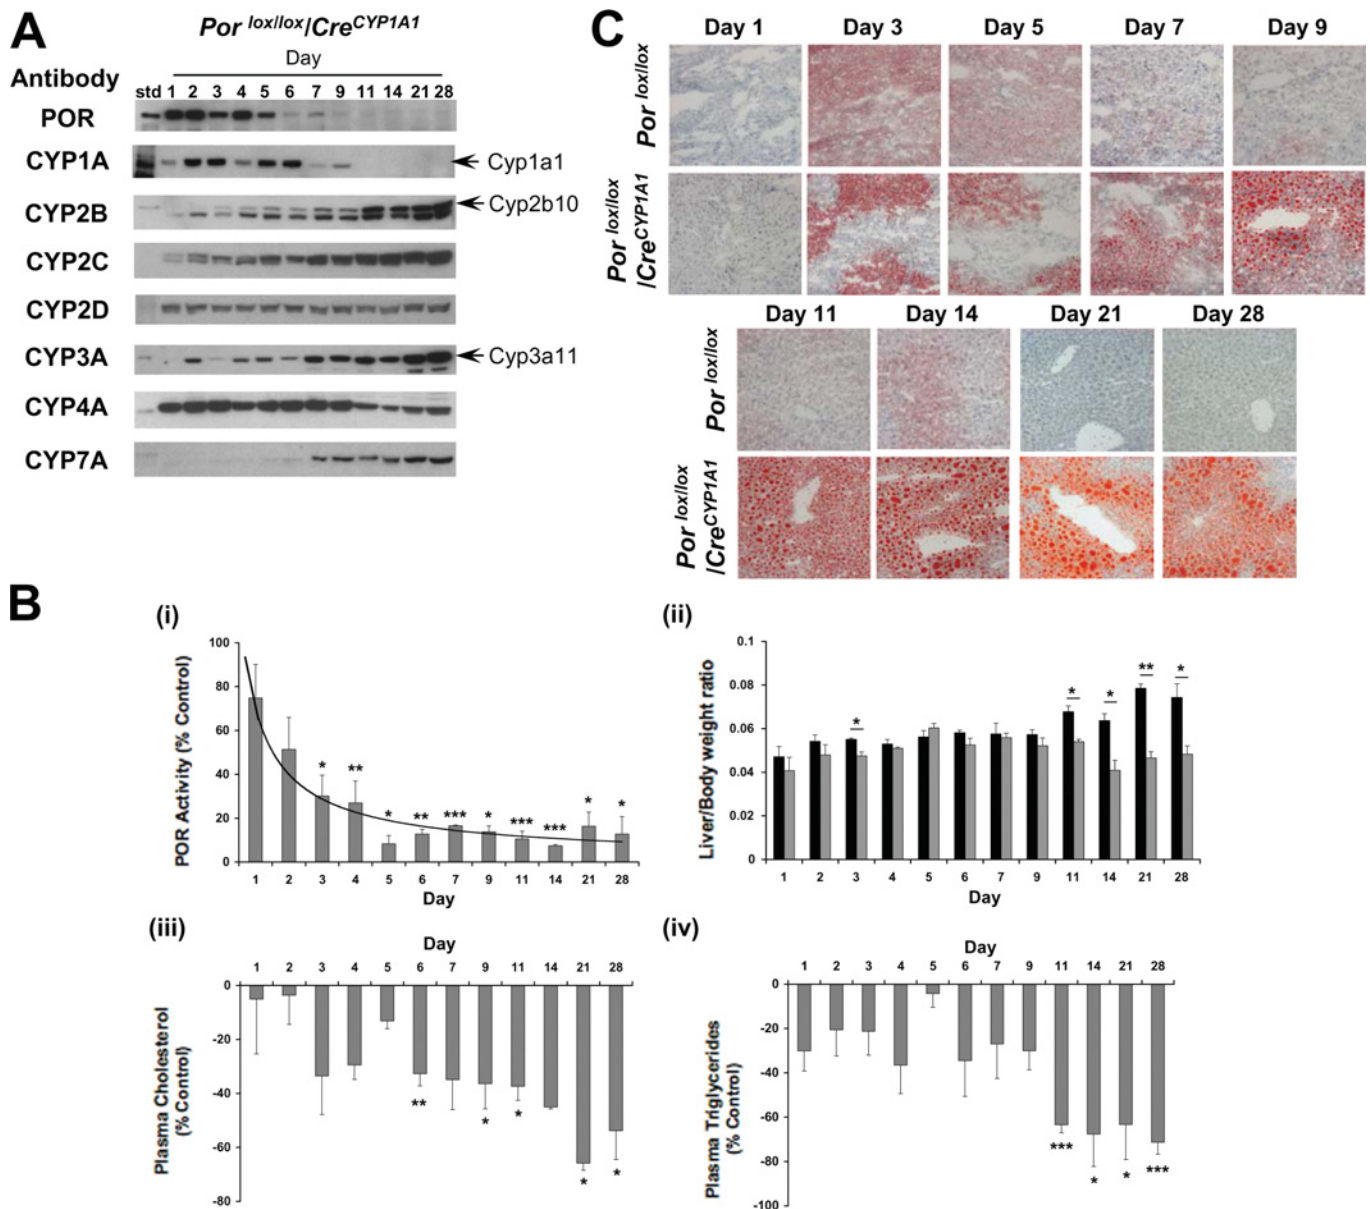 A
Por lox/lox/Cre CYP1A1
Day
Antibody
std 1 2 3 4 5 6 7 9 11 14 21 28
POR
CYP1A
Cyp1a1
CYP2B
Cyp2b10
CYP2C
CYP2D
CYP3A
Cyp3a11
CYP4A
CYP7A
C
Day 1 Day 3 Day 5 Day 7 Day 9
Por lox/lox
Por lox/lox
/Cre CYP1A1
Day 11 Day 14 Day 21 Day 28
Por lox/lox
Por lox/lox
/Cre CYP1A1
B
(i)
POR Activity (% Control)
100
80
60
40
20
0
* ** * ** *** * *** *** * *
1 2 3 4 5 6 7 9 11 14 21 28
Day
(ii)
Liver/Body weight ratio
0.1
0.08
0.06
0.04
0.02
0
* * * ** *
1 2 3 4 5 6 7 9 11 14 21 28
Day
(iii)
Day
1 2 3 4 5 6 7 9 11 14 21 28
Plasma Cholesterol
(% Control)
0
-20
-40
-60
-80
** * * * *
(iv)
Day
1 2 3 4 5 6 7 9 11 14 21 28
Plasma Triglycerides
(% Control)
0
-20
-40
-60
-80
-100
*** * * ***